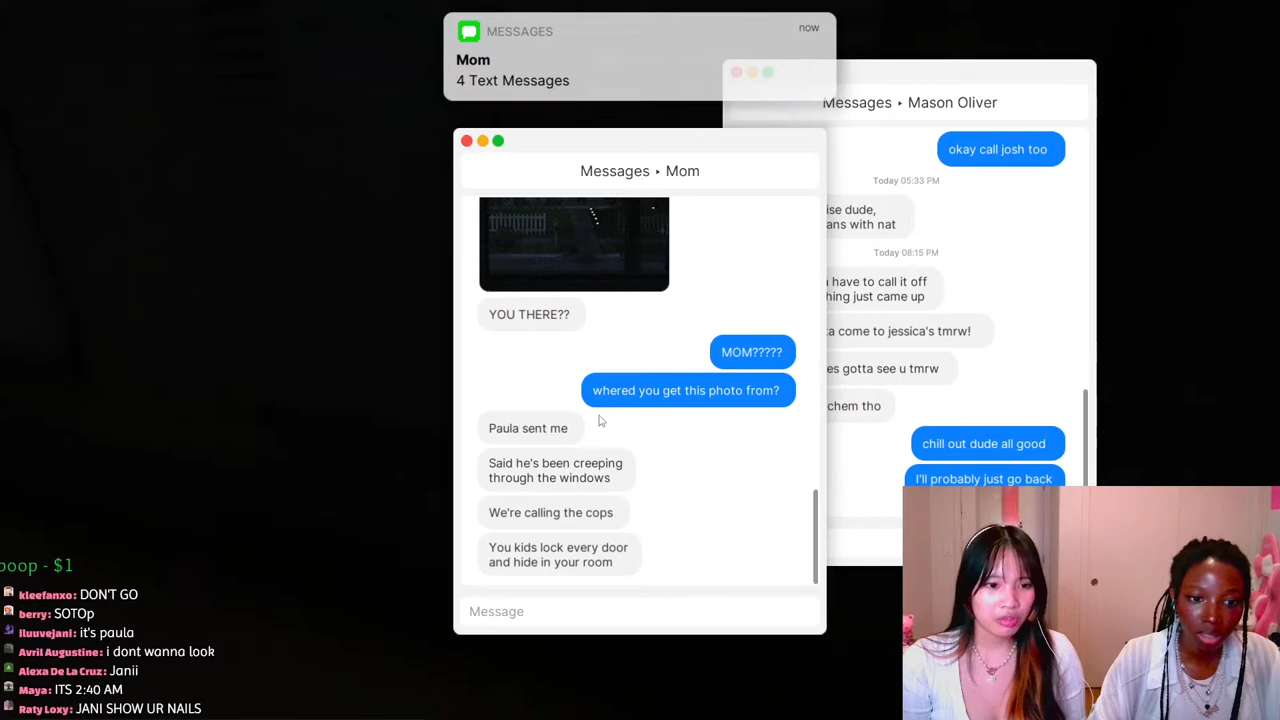 MESSAGES
now
Mom
4 Text Messages
Messages ‣ Mom
YOU THERE??
MOM?????
whered you get this photo from?
Paula sent me
Said he's been creeping
through the windows
We're calling the cops
You kids lock every door
and hide in your room
Message
Messages ‣ Mason Oliver
okay call josh too
Today 05:33 PM
ise dude,
ans with nat
Today 08:15 PM
have to call it off
hing just came up
ta come to jessica's tmrw!
es gotta see u tmrw
chem tho
chill out dude all good
I'll probably just go back
poop - $1
kleefanxo: DON'T GO
berry: SOTOp
iluuvejani: it's paula
Avril Augustine: i dont wanna look
Alexa De La Cruz: Janii
Maya: ITS 2:40 AM
Raty Loxy: JANI SHOW UR NAILS